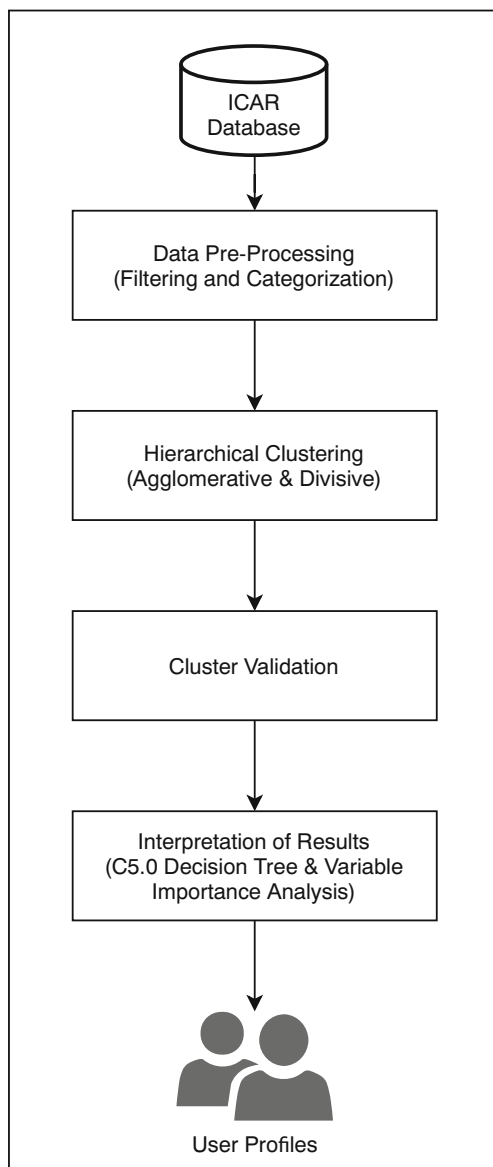 ICAR
Database
Data Pre-Processing
(Filtering and Categorization)
Hierarchical Clustering
(Agglomerative & Divisive)
Cluster Validation
Interpretation of Results
(C5.0 Decision Tree & Variable
Importance Analysis)
User Profiles